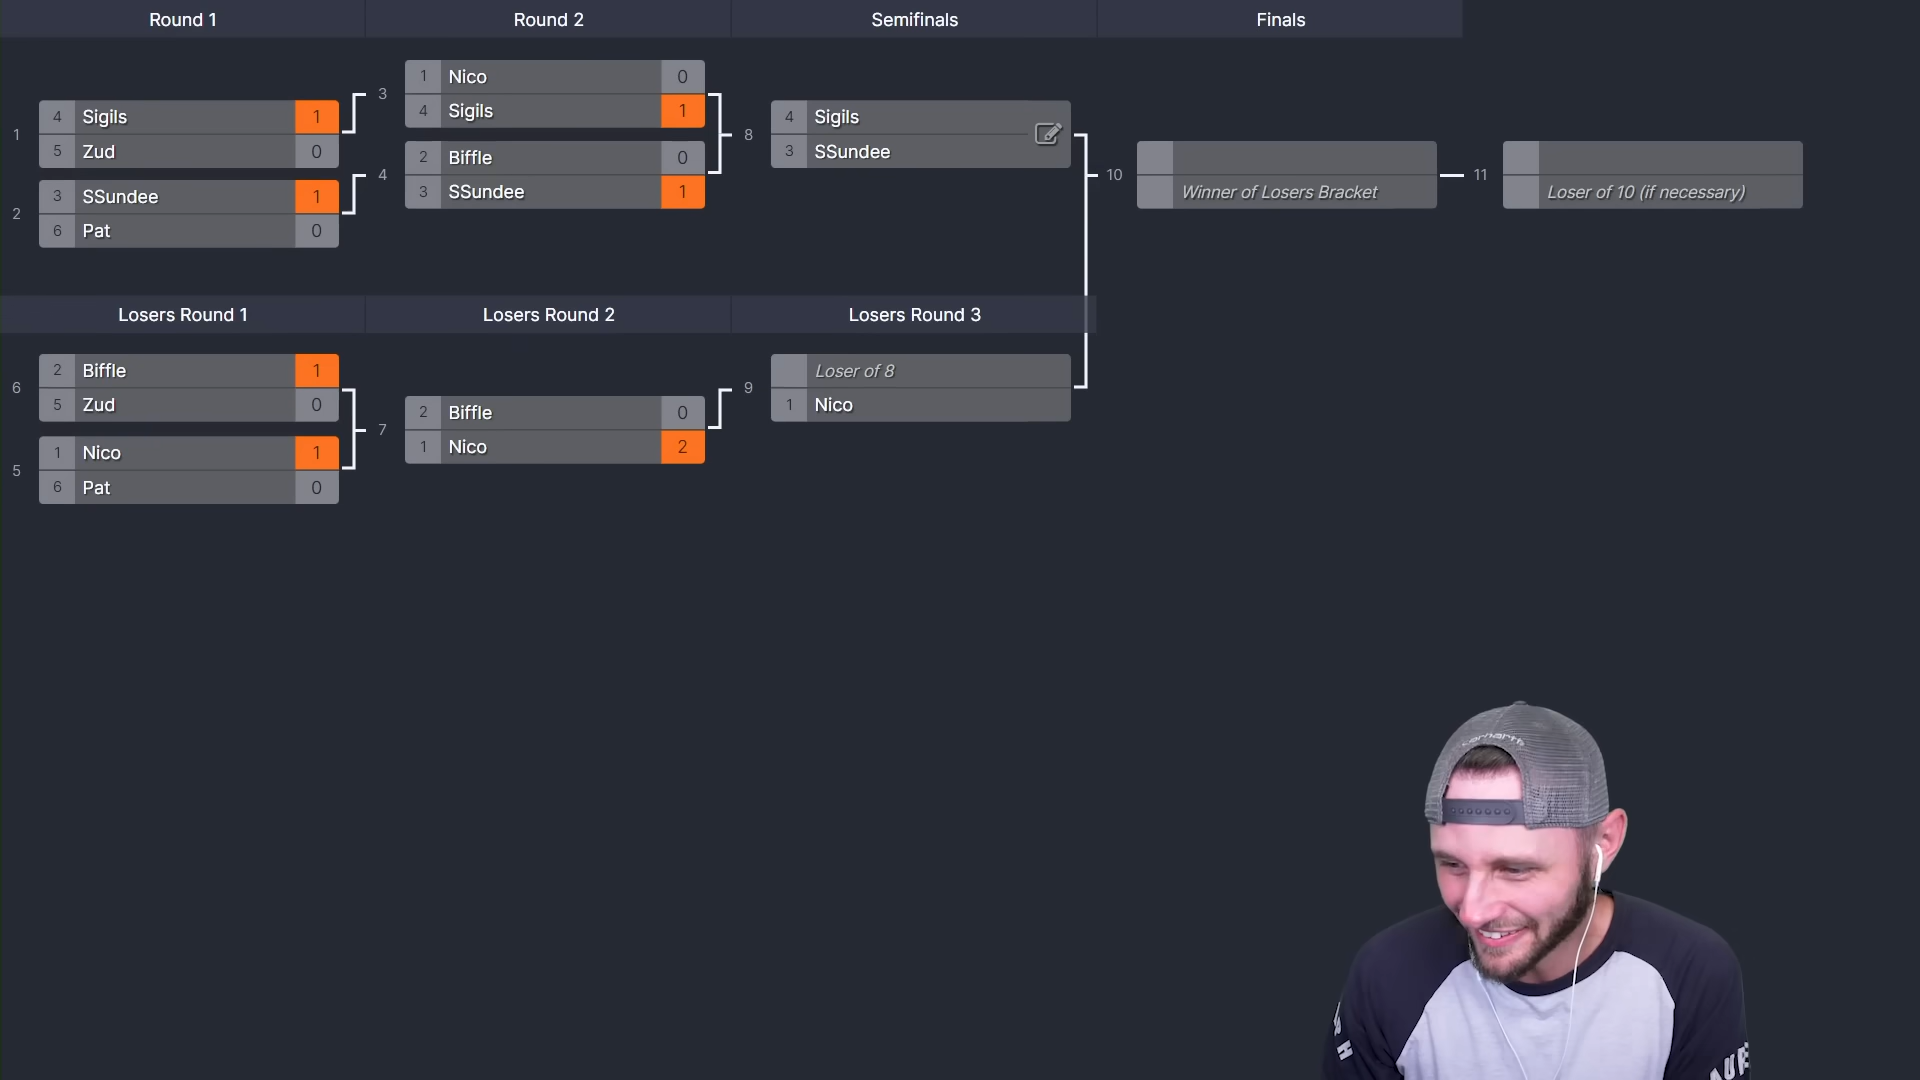 Round 1
Round 2
Semifinals
Finals
1
4 Sigils 1
5 Zud 0
2
3 SSundee 1
6 Pat 0
3
1 Nico 0
4 Sigils 1
4
2 Biffle 0
3 SSundee 1
8
4 Sigils
3 SSundee
10
Winner of Losers Bracket
11
Loser of 10 (if necessary)
Losers Round 1
Losers Round 2
Losers Round 3
6
2 Biffle 1
5 Zud 0
5
1 Nico 1
6 Pat 0
7
2 Biffle 0
1 Nico 2
9
Loser of 8
1 Nico
carhartt